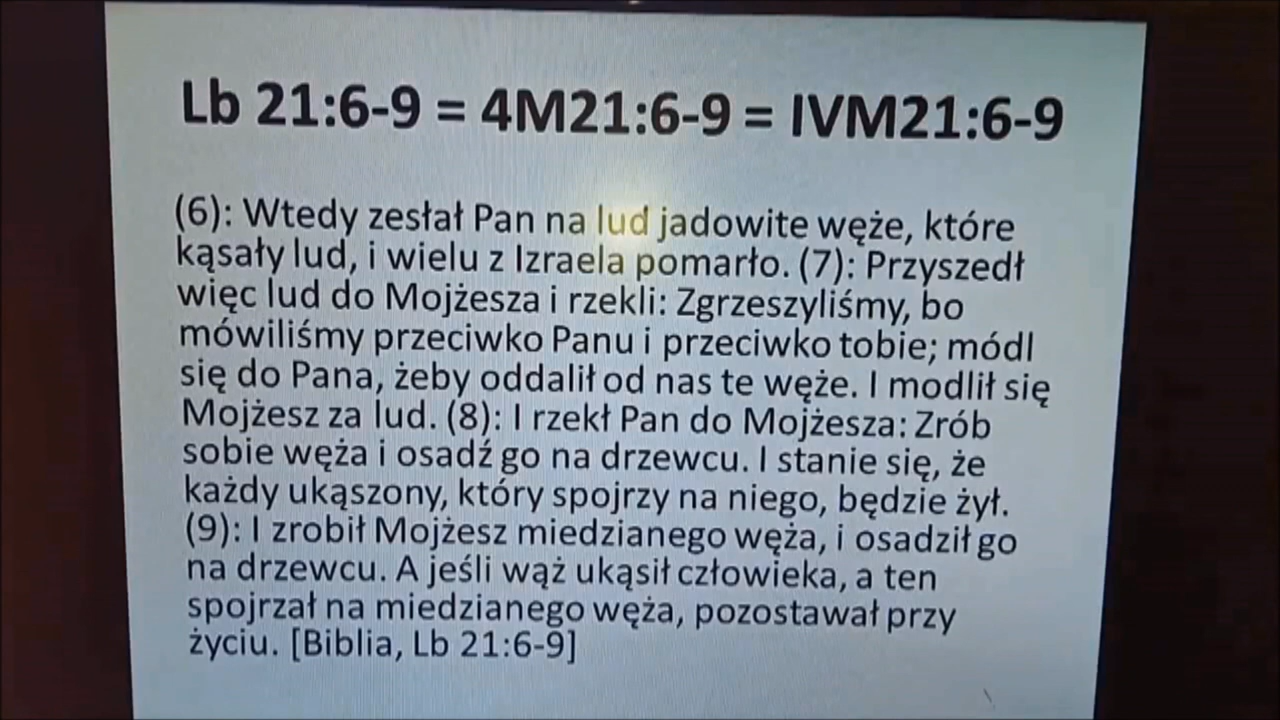 Lb 21:6-9 = 4M21:6-9 = IVM21:6-9
(6): Wtedy zesłał Pan na lud jadowite węże, które
kąsały lud, i wielu z Izraela pomarło. (7): Przyszedł
więc lud do Mojżesza i rzekli: Zgrzeszyliśmy, bo
mówiliśmy przeciwko Panu i przeciwko tobie; módl
się do Pana, żeby oddalił od nas te węże. I modlił się
Mojżesz za lud. (8): I rzekł Pan do Mojżesza: Zrób
sobie węża i osadź go na drzewcu. I stanie się, że
każdy ukąszony, który spojrzy na niego, będzie żył.
(9): I zrobił Mojżesz miedzianego węża, i osadził go
na drzewcu. A jeśli wąż ukąsił człowieka, a ten
spojrzał na miedzianego węża, pozostawał przy
życiu. [Biblia, Lb 21:6-9]